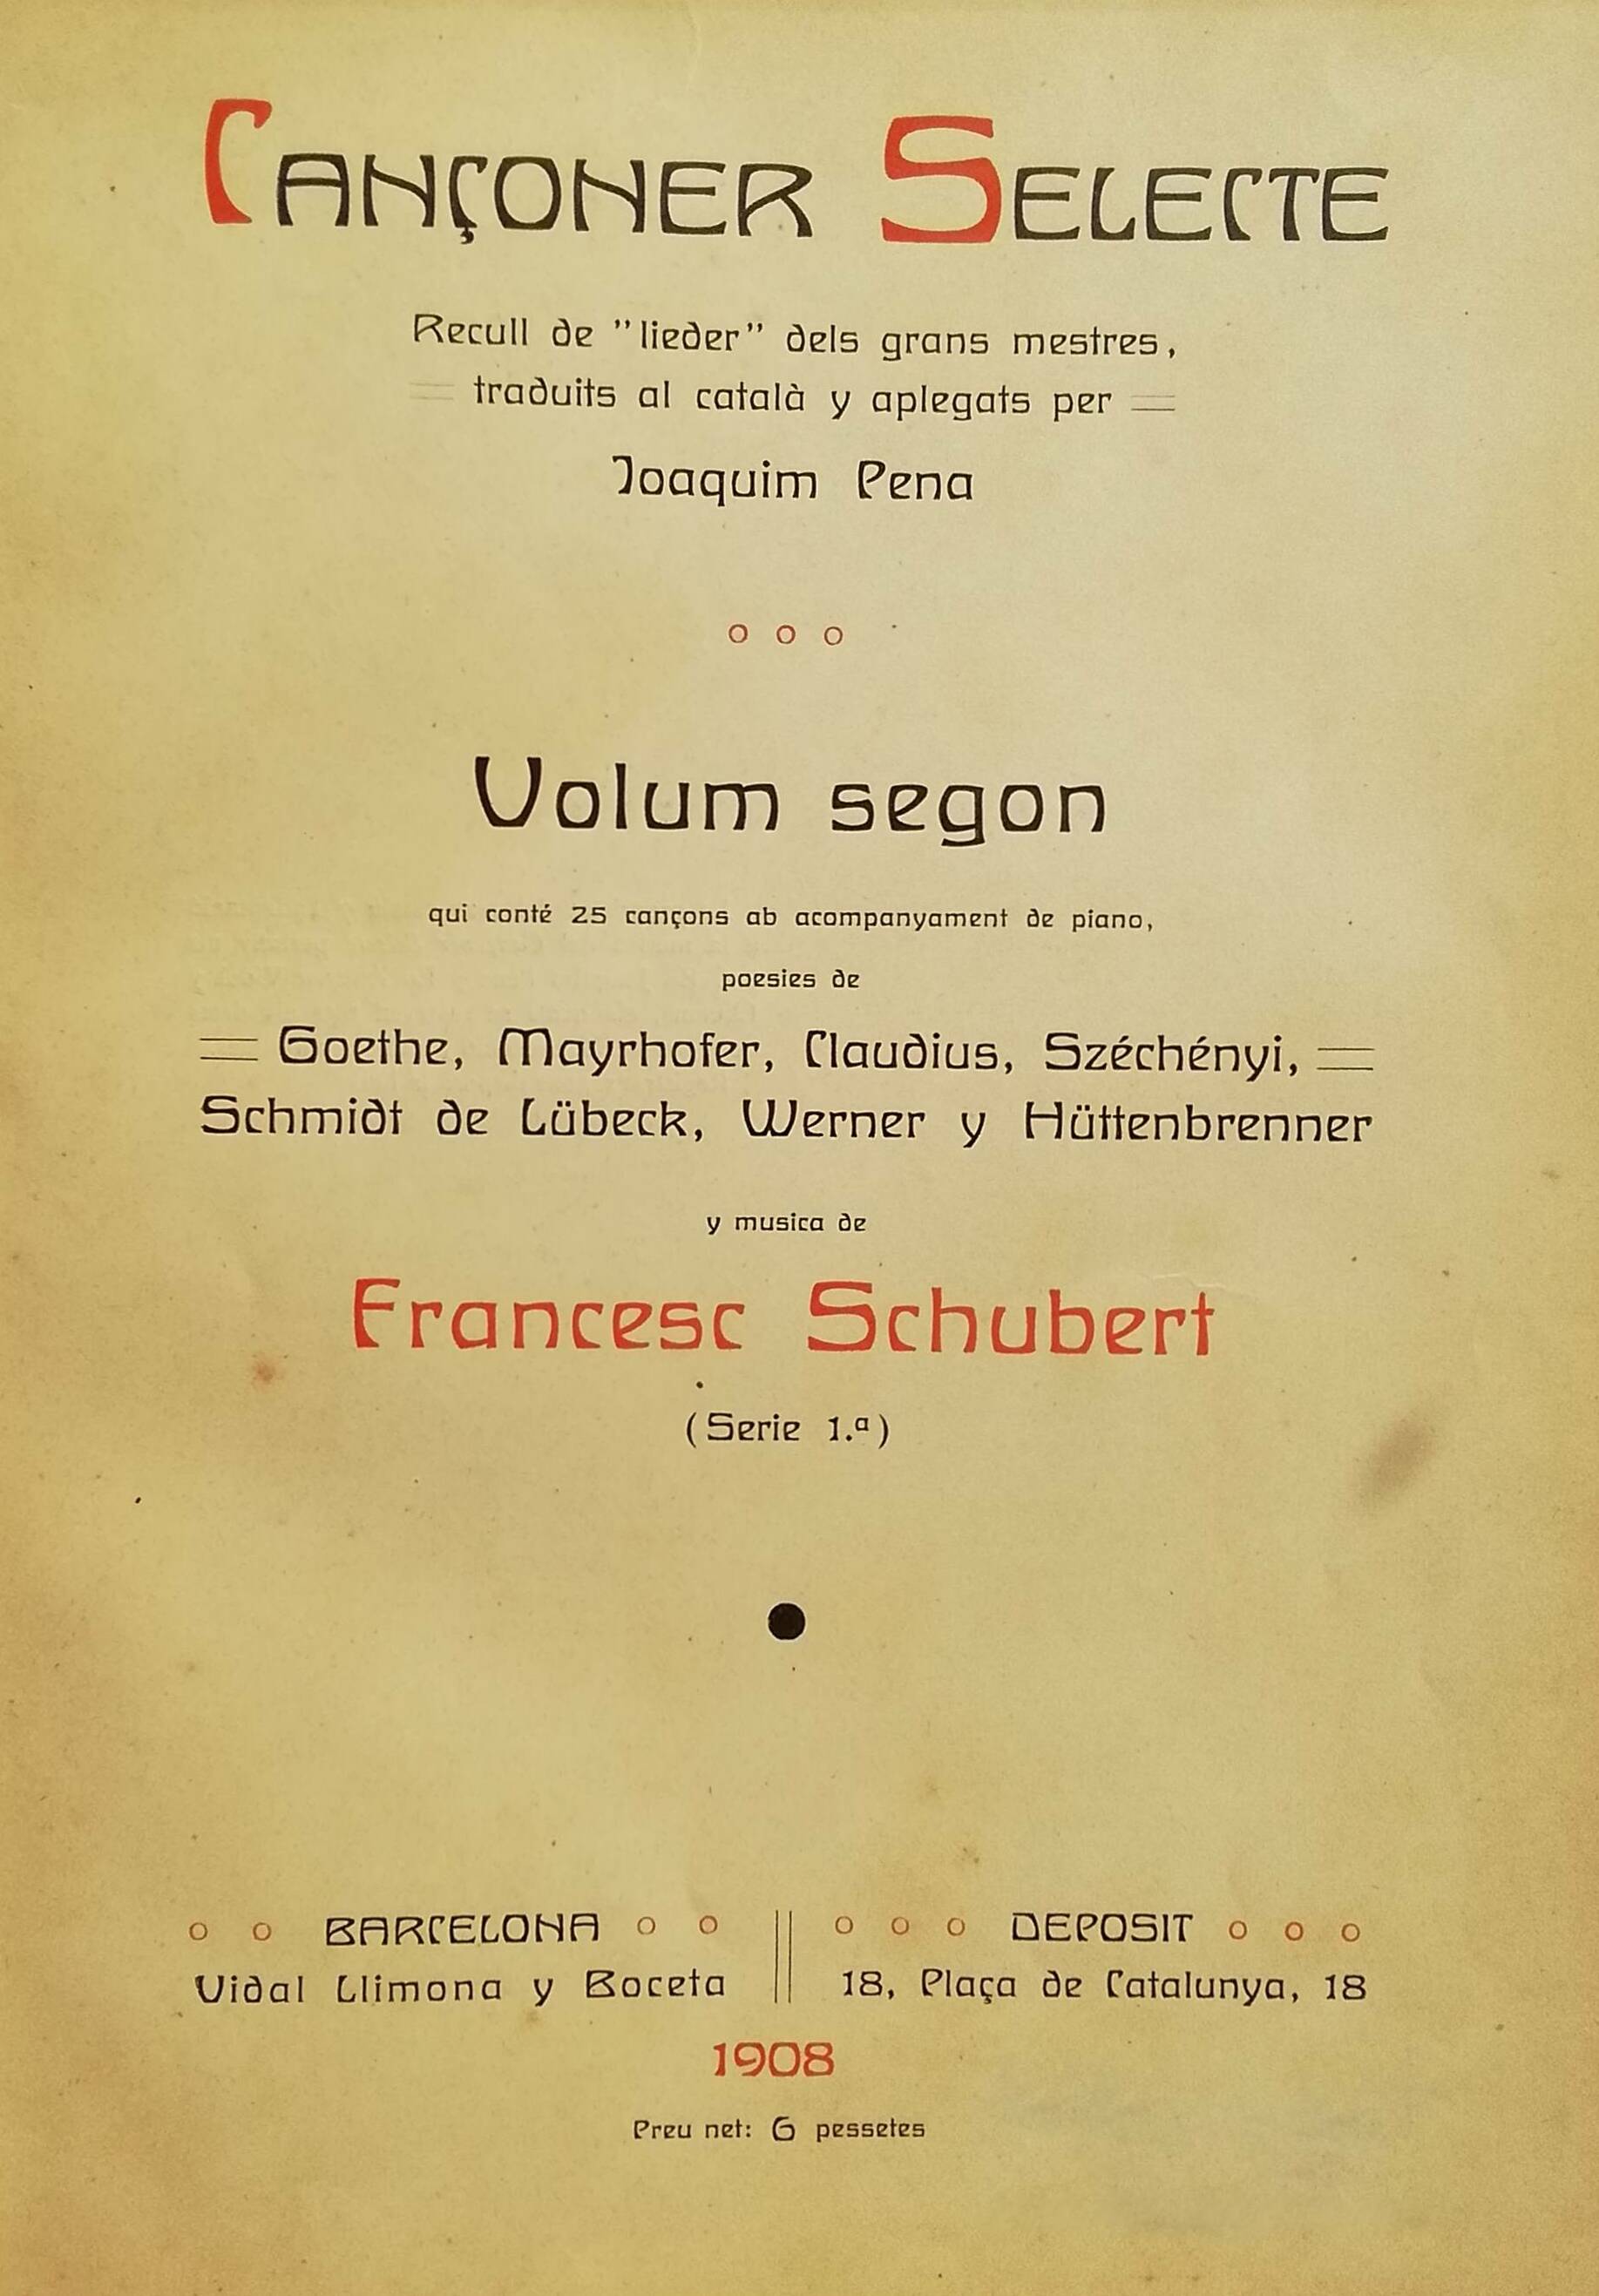 Cançoner Selecte
Recull de "lieder" dels grans mestres,
traduits al català y aplegats per
Joaquim Pena
Volum segon
qui conté 25 cançons ab acompanyament de piano,
poesies de
Goethe, Mayrhofer, Claudius, Széchényi,
Schmidt de Lübeck, Werner y Hüttenbrenner
y musica de
Francesc Schubert
(Serie 1.ª)
BARCELONA
Vidal Llimona y Boceta
DEPOSIT
18, Plaça de Catalunya, 18
1908
Preu net: 6 pessetes